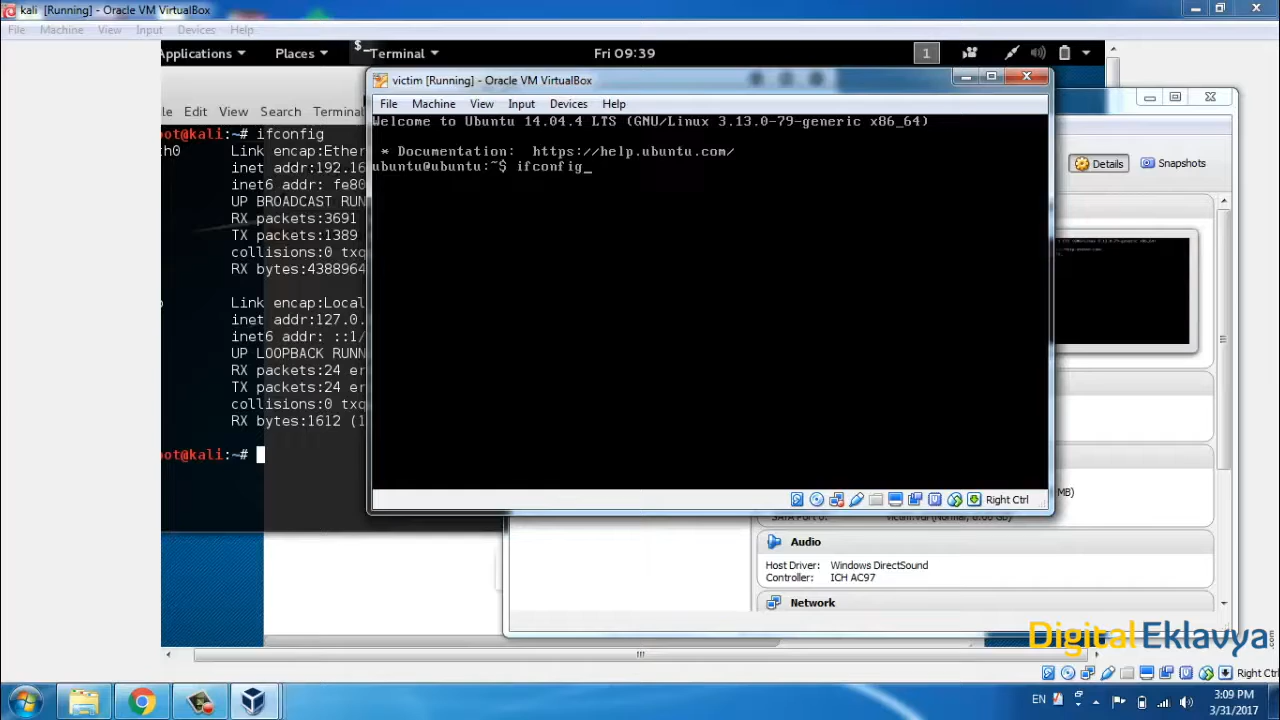 kali [Running] - Oracle VM VirtualBox
File Machine View Input Devices Help
Applications Places Terminal Fri 09:39 1
victim [Running] - Oracle VM VirtualBox
File Machine View Input Devices Help
Edit View Search Terminal
Welcome to Ubuntu 14.04.4 LTS (GNU/Linux 3.13.0-79-generic x86_64)
* Documentation: https://help.ubuntu.com/
ubuntu@ubuntu:~$ ifconfig_
Details Snapshots
ot@kali:~# ifconfig
th0 Link encap:Ether
inet addr:192.16
inet6 addr: fe80
UP BROADCAST RUN
RX packets:3691
TX packets:1389
collisions:0 txq
RX bytes:4388964
Link encap:Local
inet addr:127.0.
inet6 addr: ::1/
UP LOOPBACK RUNN
RX packets:24 er
TX packets:24 er
collisions:0 txq
RX bytes:1612 (1
ot@kali:~#
Right Ctrl
MB)
Audio
Host Driver: Windows DirectSound
Controller: ICH AC97
Network
Digital Eklavya.com
Right Ctrl
EN
3:09 PM
3/31/2017